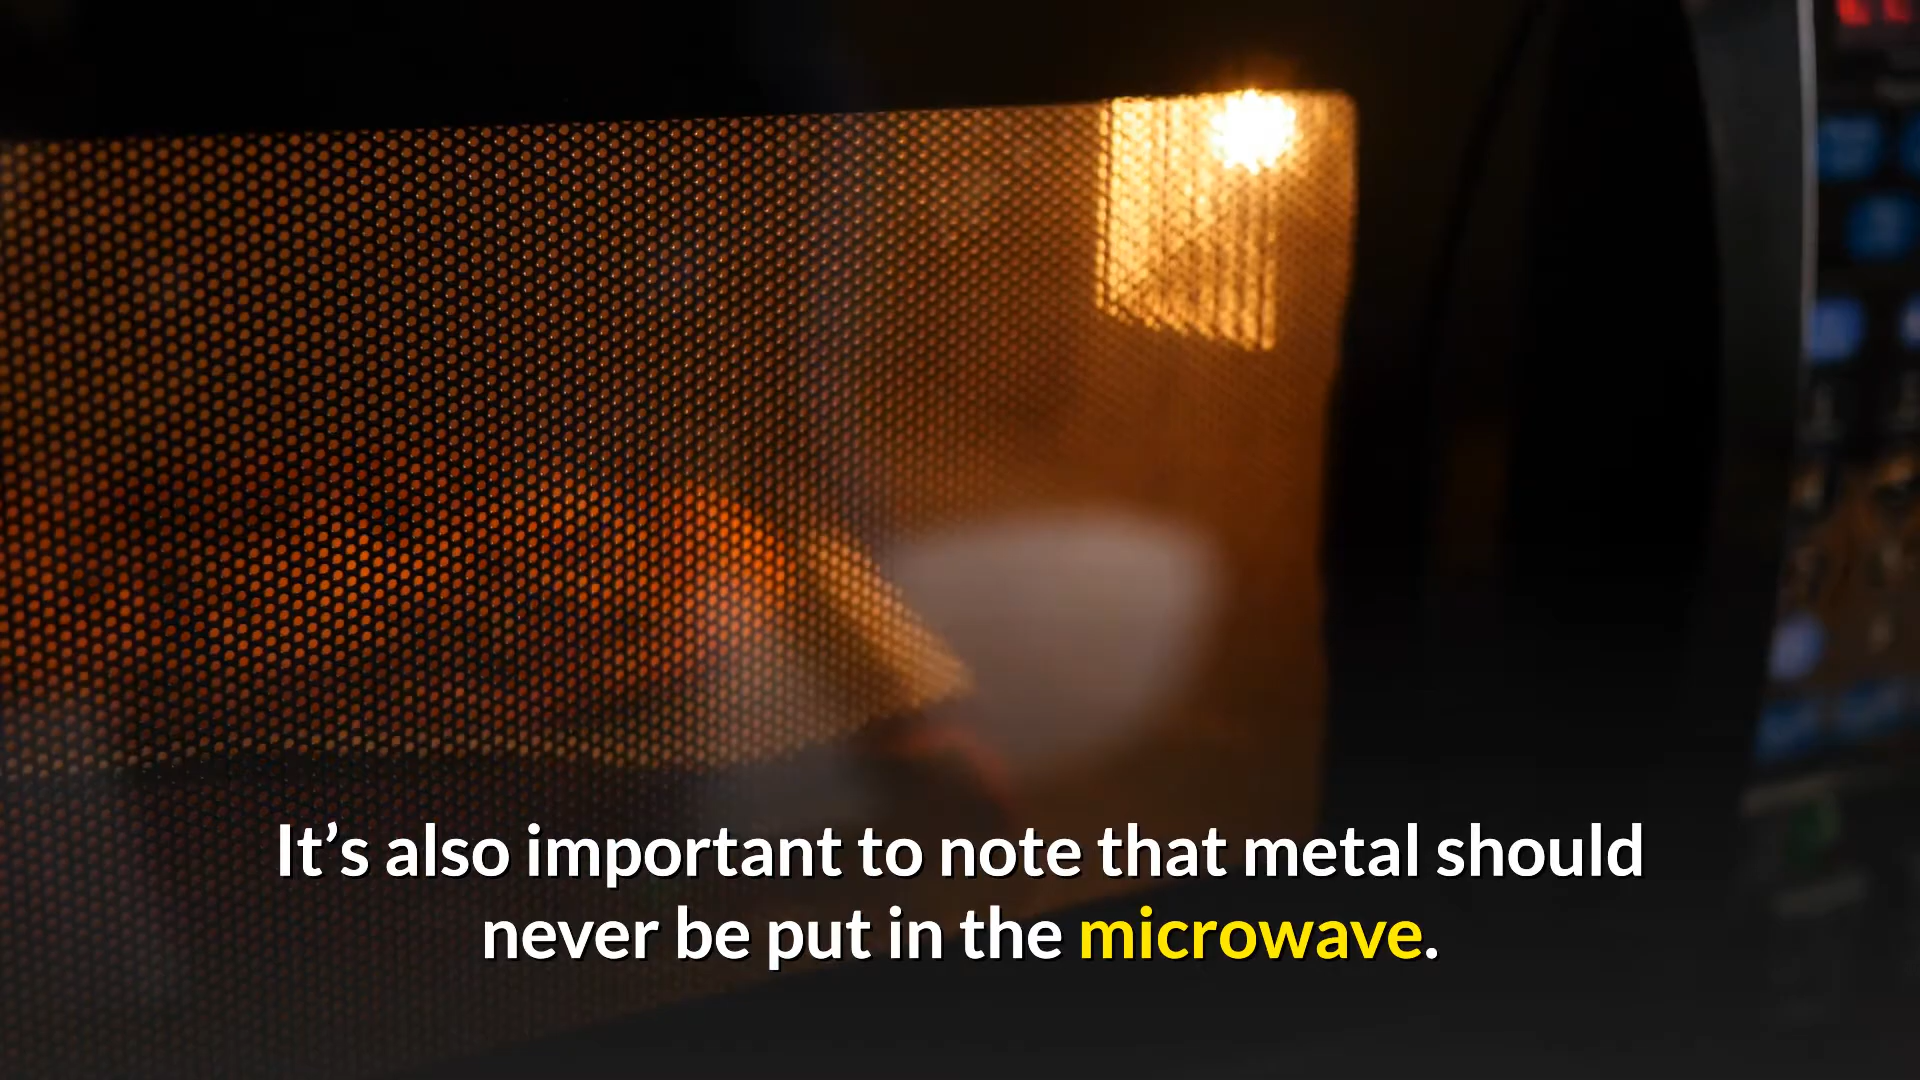 It’s also important to note that metal should
never be put in the microwave.